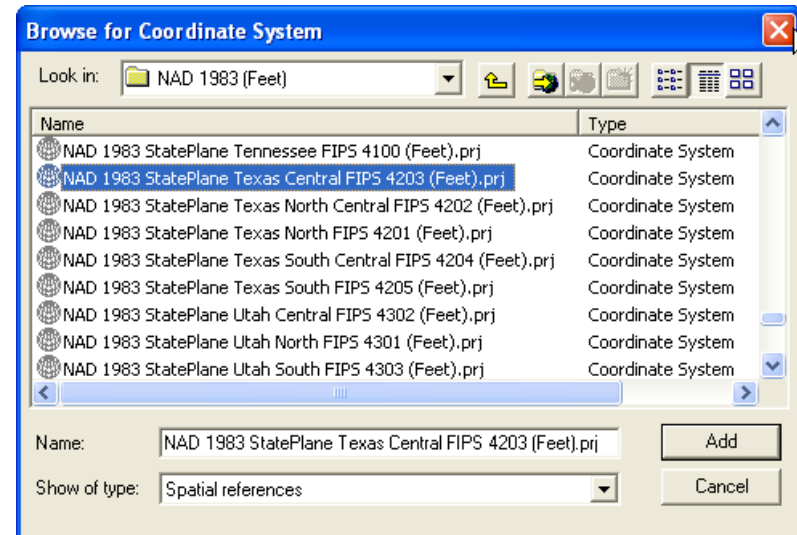 Browse for Coordinate System
Look in: NAD 1983 (Feet)
Name Type
NAD 1983 StatePlane Tennessee FIPS 4100 (Feet).prj Coordinate System
NAD 1983 StatePlane Texas Central FIPS 4203 (Feet).prj Coordinate System
NAD 1983 StatePlane Texas North Central FIPS 4202 (Feet).prj Coordinate System
NAD 1983 StatePlane Texas North FIPS 4201 (Feet).prj Coordinate System
NAD 1983 StatePlane Texas South Central FIPS 4204 (Feet).prj Coordinate System
NAD 1983 StatePlane Texas South FIPS 4205 (Feet).prj Coordinate System
NAD 1983 StatePlane Utah Central FIPS 4302 (Feet).prj Coordinate System
NAD 1983 StatePlane Utah North FIPS 4301 (Feet).prj Coordinate System
NAD 1983 StatePlane Utah South FIPS 4303 (Feet).prj Coordinate System
Name: NAD 1983 StatePlane Texas Central FIPS 4203 (Feet).prj Add
Show of type: Spatial references Cancel